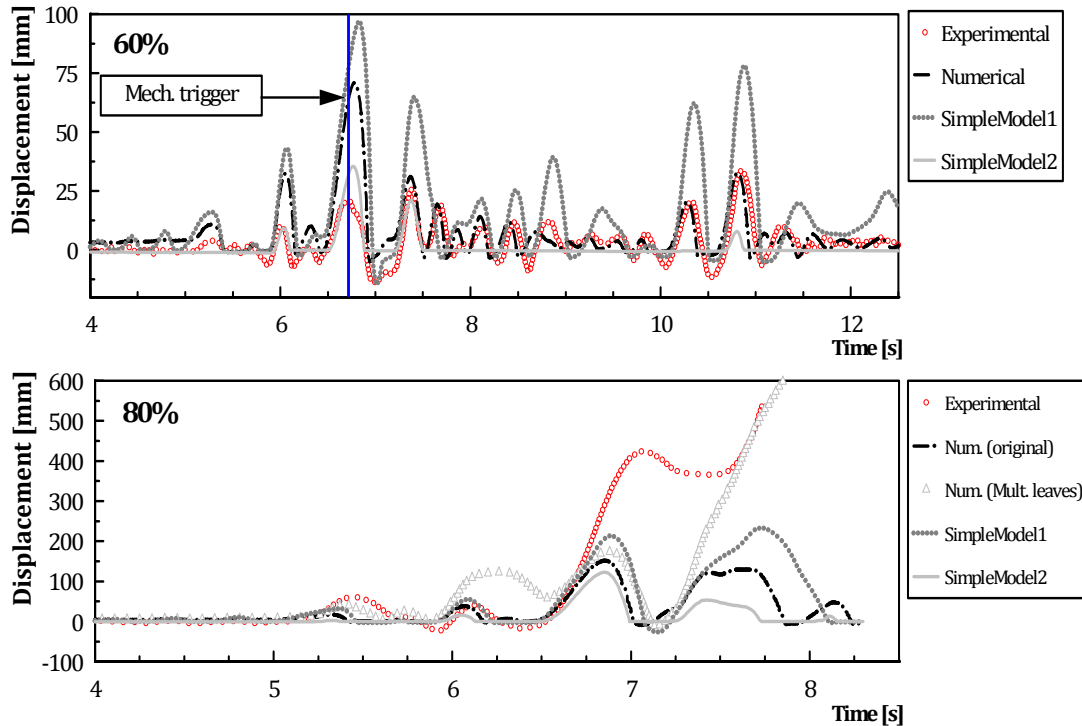 Displacement [mm]
100
75
50
25
0
60%
Mech. trigger
4
6
8
10
12
Time [s]
Experimental
Numerical
SimpleModel1
SimpleModel2
Displacement [mm]
600
500
400
300
200
100
0
-100
80%
4
5
6
7
8
Time [s]
Experimental
Num. (original)
Num. (Mult. leaves)
SimpleModel1
SimpleModel2